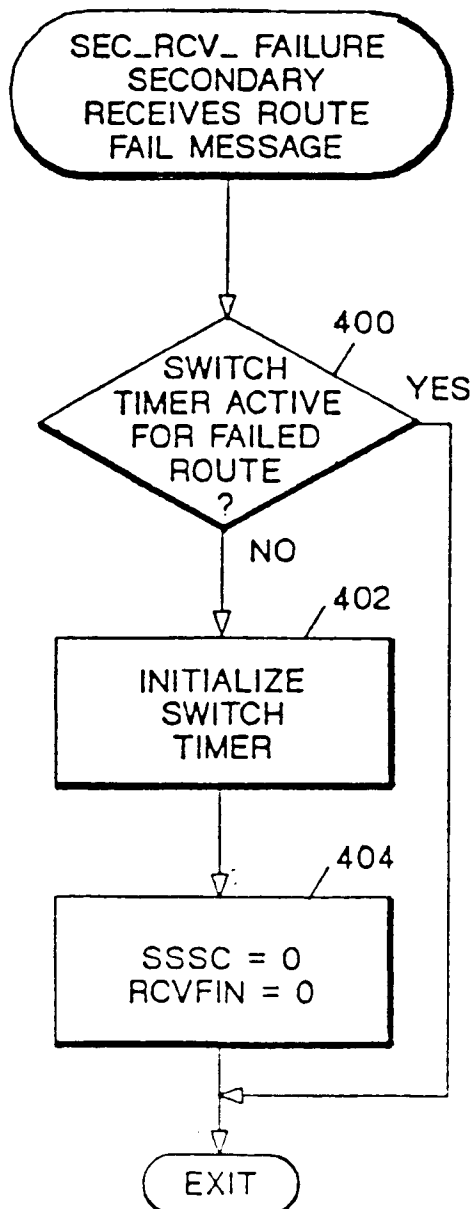 SEC_RCV_ FAILURE
SECONDARY
RECEIVES ROUTE
FAIL MESSAGE
400
SWITCH
TIMER ACTIVE
FOR FAILED
ROUTE
?
YES
NO
402
INITIALIZE
SWITCH
TIMER
404
SSSC = 0
RCVFIN = 0
EXIT